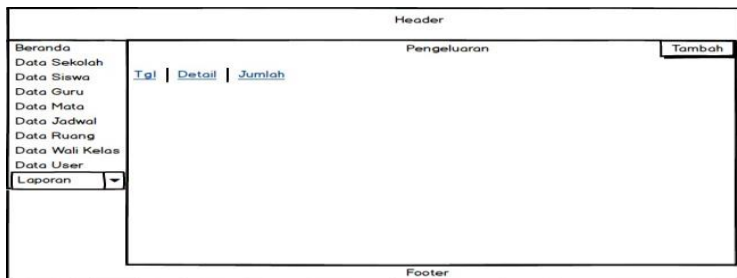 Header
Beranda
Data Sekolah
Data Siswa
Data Guru
Data Mata
Data Jadwal
Data Ruang
Data Wali Kelas
Data User
Laporan
Pengeluaran
Tambah
Tgl | Detail | Jumlah
Footer